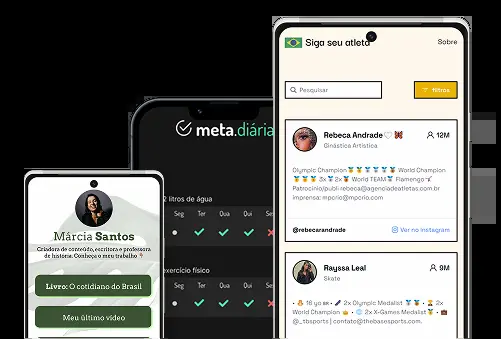 Márcia Santos
Criadora de conteúdo, escritora e professora
de história. Conheça o meu trabalho
Livro: O cotidiano do Brasil
Meu último vídeo
meta.diária
2 litros de água
Seg Ter Qua Qui Sex
exercício físico
Seg Ter Qua Qui Sex
Siga seu atleta
Sobre
Pesquisar
filtros
Rebeca Andrade
12M
Ginástica Artística
Olympic Champion World
Champion 3x 2x World TEAM Flamengo
Patrocínio/publi rebeca@agenciadeatletas.com.br
imprensa: mpcrio@mpcrio.com
@rebecarandrade
Ver no instagram
Rayssa Leal
9M
Skate
16 yo 2x Olympic Medalist 2x
World Champion 2x X-Games Medalist
@_tbsports | contato@thebasesports.com.